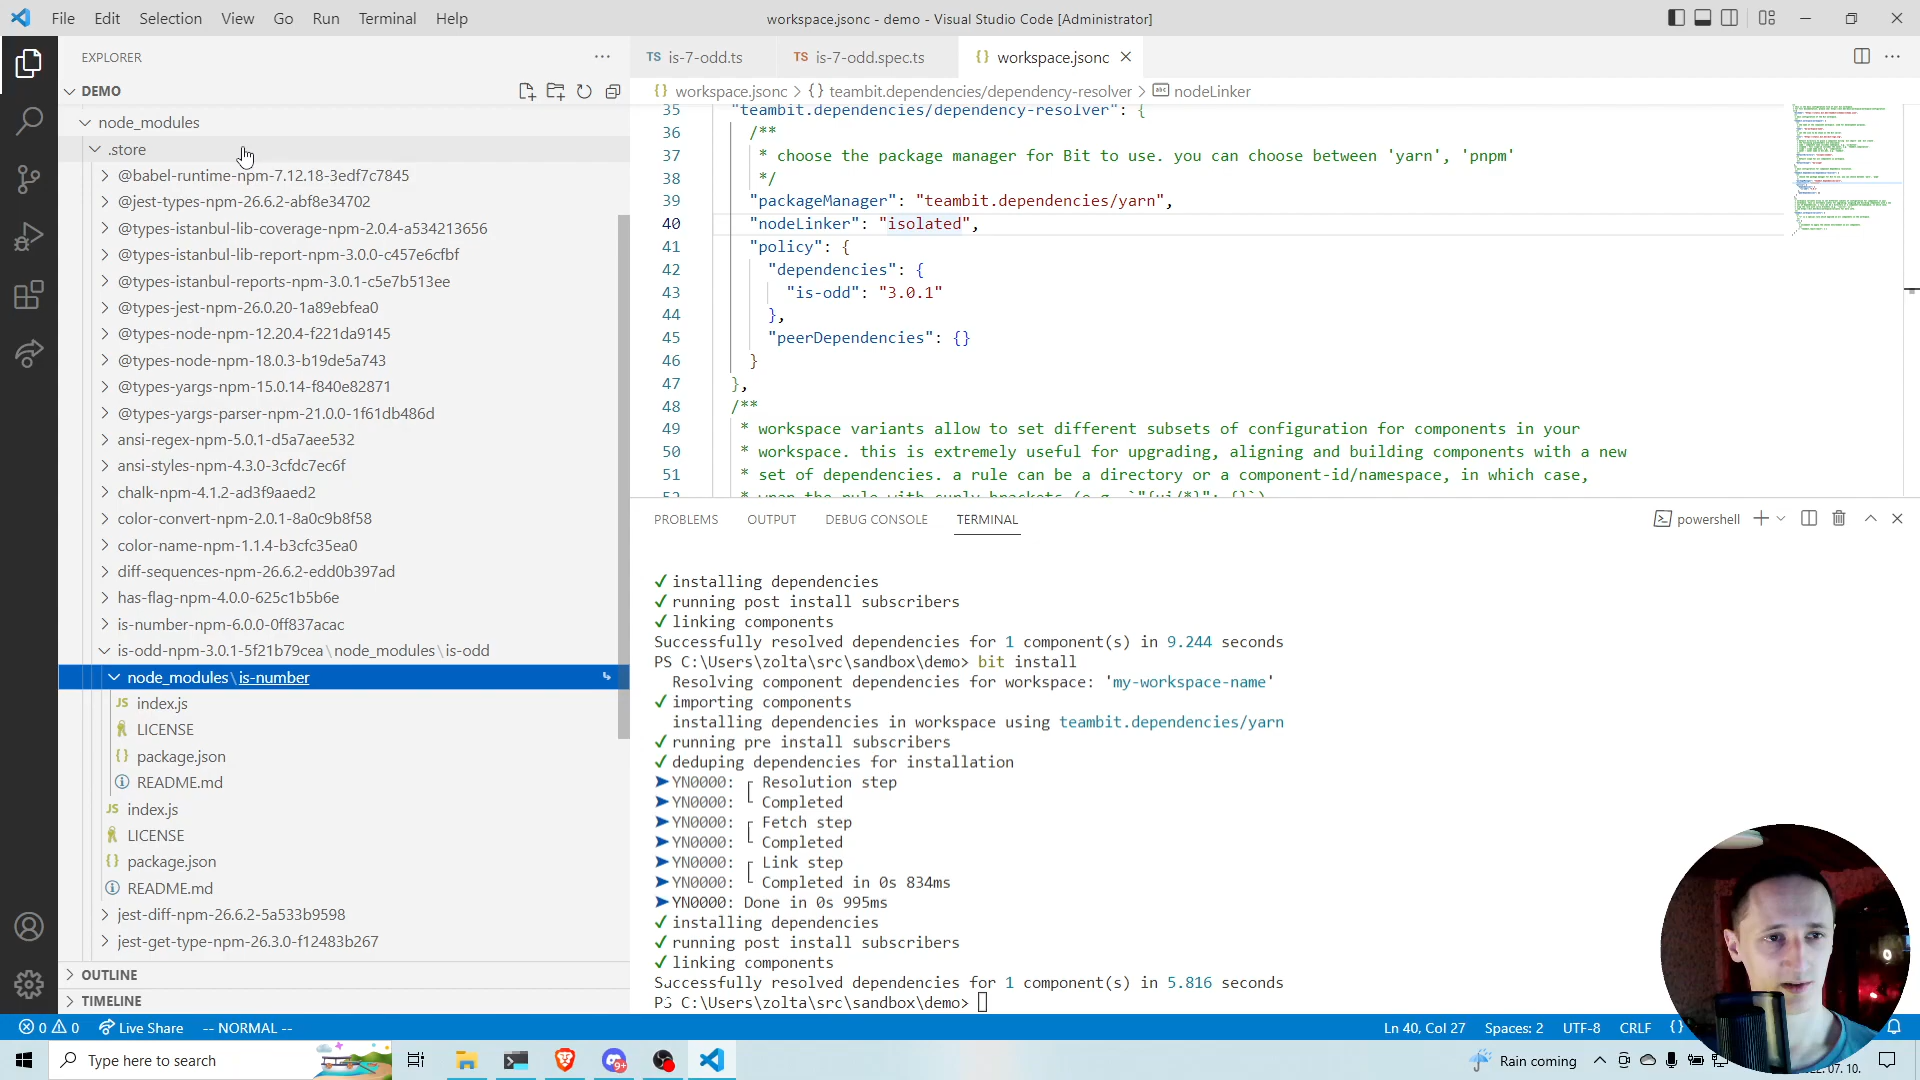 File Edit Selection View Go Run Terminal Help
workspace.jsonc - demo - Visual Studio Code [Administrator]
EXPLORER
DEMO
node_modules
.store
@babel-runtime-npm-7.12.18-3edf7c7845
@jest-types-npm-26.6.2-abf8e34702
@types-istanbul-lib-coverage-npm-2.0.4-a534213656
@types-istanbul-lib-report-npm-3.0.0-c457e6cfbf
@types-istanbul-reports-npm-3.0.1-c5e7b513ee
@types-jest-npm-26.0.20-1a89ebfea0
@types-node-npm-12.20.4-f221da9145
@types-node-npm-18.0.3-b19de5a743
@types-yargs-npm-15.0.14-f840e82871
@types-yargs-parser-npm-21.0.0-1f61db486d
ansi-regex-npm-5.0.1-d5a7aee532
ansi-styles-npm-4.3.0-3cfdc7ec6f
chalk-npm-4.1.2-ad3f9aaed2
color-convert-npm-2.0.1-8a0c9b8f58
color-name-npm-1.1.4-b3cfc35ea0
diff-sequences-npm-26.6.2-edd0b397ad
has-flag-npm-4.0.0-625c1b5b6e
is-number-npm-6.0.0-0ff837acac
is-odd-npm-3.0.1-5f21b79cea\node_modules\is-odd
node_modules\is-number
JS index.js
LICENSE
{} package.json
README.md
JS index.js
LICENSE
{} package.json
README.md
jest-diff-npm-26.6.2-5a533b9598
jest-get-type-npm-26.3.0-f12483b267
OUTLINE
TIMELINE
TS is-7-odd.ts
TS is-7-odd.spec.ts
{} workspace.jsonc
{} workspace.jsonc > {} teambit.dependencies/dependency-resolver > abc nodeLinker
35 "teambit.dependencies/dependency-resolver": {
36 /**
37 * choose the package manager for Bit to use. you can choose between 'yarn', 'pnpm'
38 */
39 "packageManager": "teambit.dependencies/yarn",
40 "nodeLinker": "isolated",
41 "policy": {
42 "dependencies": {
43 "is-odd": "3.0.1"
44 },
45 "peerDependencies": {}
46 }
47 },
48 /**
49 * workspace variants allow to set different subsets of configuration for components in your
50 * workspace. this is extremely useful for upgrading, aligning and building components with a new
51 * set of dependencies. a rule can be a directory or a component-id/namespace, in which case,
52 * wrap the rule with curly brackets (e.g. `"{ui/*}": {}`)
PROBLEMS OUTPUT DEBUG CONSOLE TERMINAL
powershell
✓ installing dependencies
✓ running post install subscribers
✓ linking components
Successfully resolved dependencies for 1 component(s) in 9.244 seconds
PS C:\Users\zolta\src\sandbox\demo> bit install
Resolving component dependencies for workspace: 'my-workspace-name'
✓ importing components
installing dependencies in workspace using teambit.dependencies/yarn
✓ running pre install subscribers
✓ deduping dependencies for installation
➤ YN0000: ┌ Resolution step
➤ YN0000: └ Completed
➤ YN0000: ┌ Fetch step
➤ YN0000: └ Completed
➤ YN0000: ┌ Link step
➤ YN0000: └ Completed in 0s 834ms
➤ YN0000: Done in 0s 995ms
✓ installing dependencies
✓ running post install subscribers
✓ linking components
Successfully resolved dependencies for 1 component(s) in 5.816 seconds
PS C:\Users\zolta\src\sandbox\demo>
0 0 Live Share -- NORMAL --
Ln 40, Col 27 Spaces: 2 UTF-8 CRLF {}
Type here to search
9+
Rain coming
07. 10.